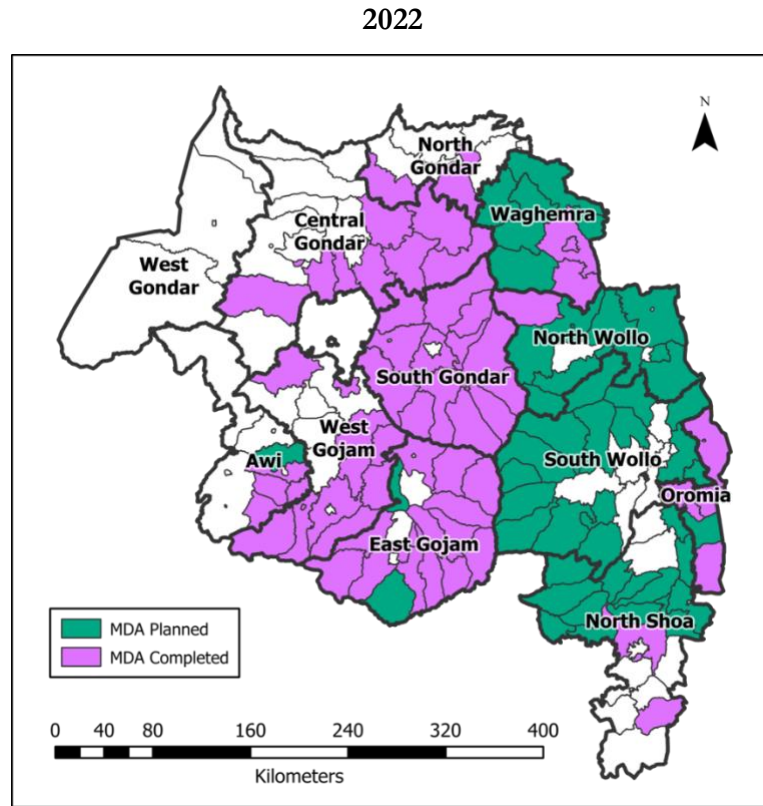 2022
N
North
Gondar
Waghemra
Central
Gondar
West
Gondar
North Wollo
South Gondar
West
Gojam
Awi
South Wollo
Oromia
East Gojam
North Shoa
MDA Planned
MDA Completed
0 40 80 160 240 320 400
Kilometers